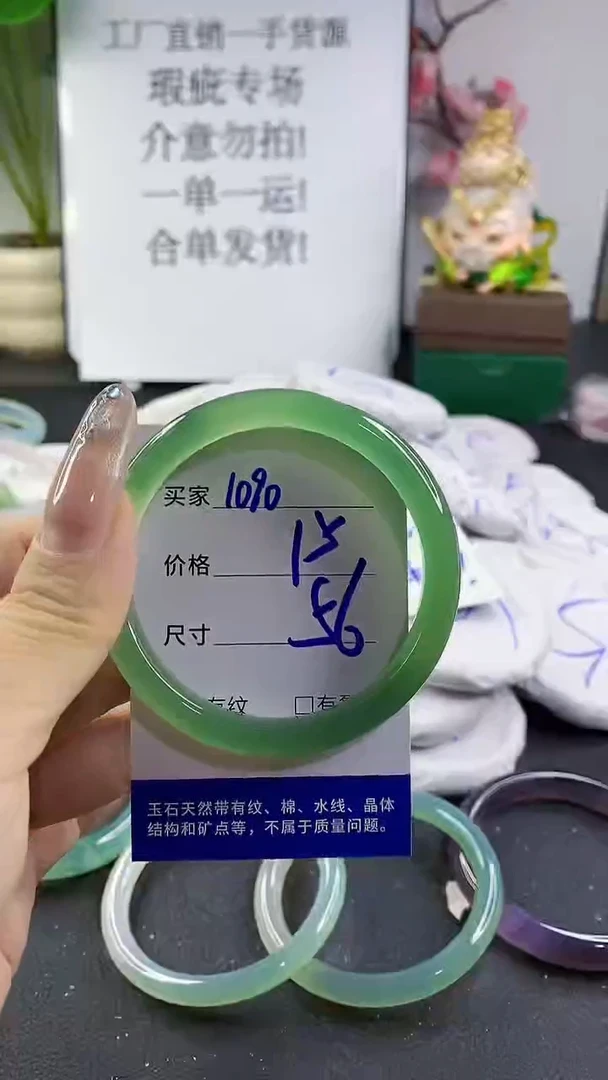 工厂直销一手货源
瑕疵专场
介意勿拍!
一单一运!
合单发货!
买家 1090
价格 15
尺寸 56
有纹 □有
玉石天然带有纹、棉、水线、晶体
结构和矿点等，不属于质量问题。